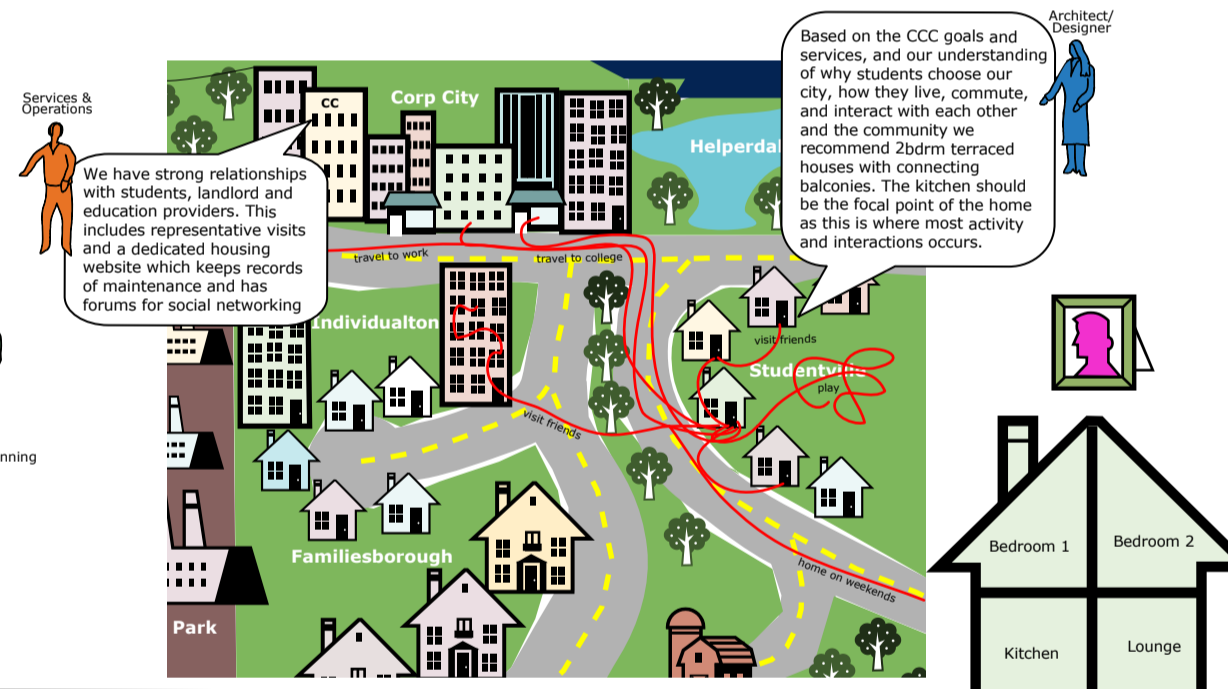 Architect/
Designer
Based on the CCC goals and
services, and our understanding
of why students choose our
city, how they live, commute,
and interact with each other
and the community we
recommend 2bdrm terraced
houses with connecting
balconies. The kitchen should
be the focal point of the home
as this is where most activity
and interactions occurs.
Services &
Operations
We have strong relationships
with students, landlord and
education providers. This
includes representative visits
and a dedicated housing
website which keeps records
of maintenance and has
forums for social networking
CC
Corp City
Helperdal
travel to work
travel to college
Individualton
visit friends
Studentville
play
visit friends
nning
Familiesborough
home on weekends
Park
Bedroom 1
Bedroom 2
Kitchen
Lounge